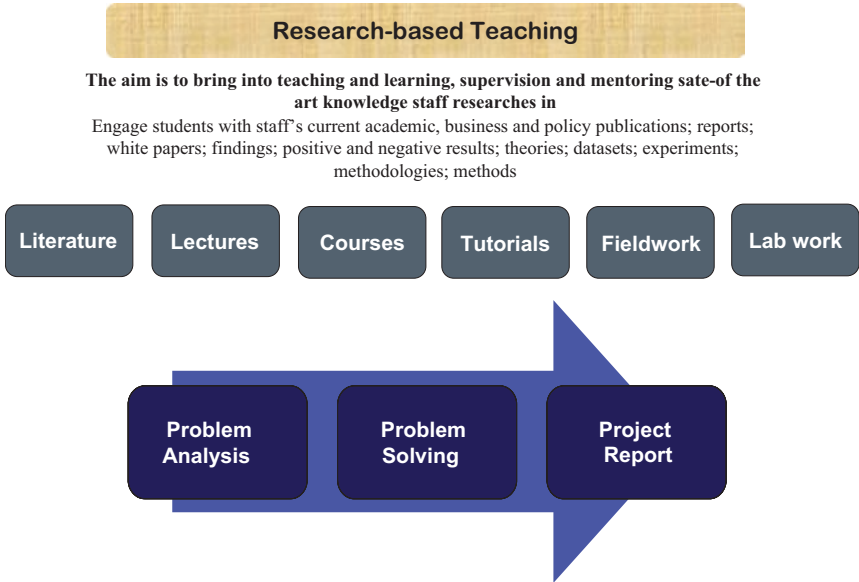 Research-based Teaching
The aim is to bring into teaching and learning, supervision and mentoring sate-of the
art knowledge staff researches in
Engage students with staff's current academic, business and policy publications; reports;
white papers; findings; positive and negative results; theories; datasets; experiments;
methodologies; methods
Literature
Lectures
Courses
Tutorials
Fieldwork
Lab work
Problem
Analysis
Problem
Solving
Project
Report